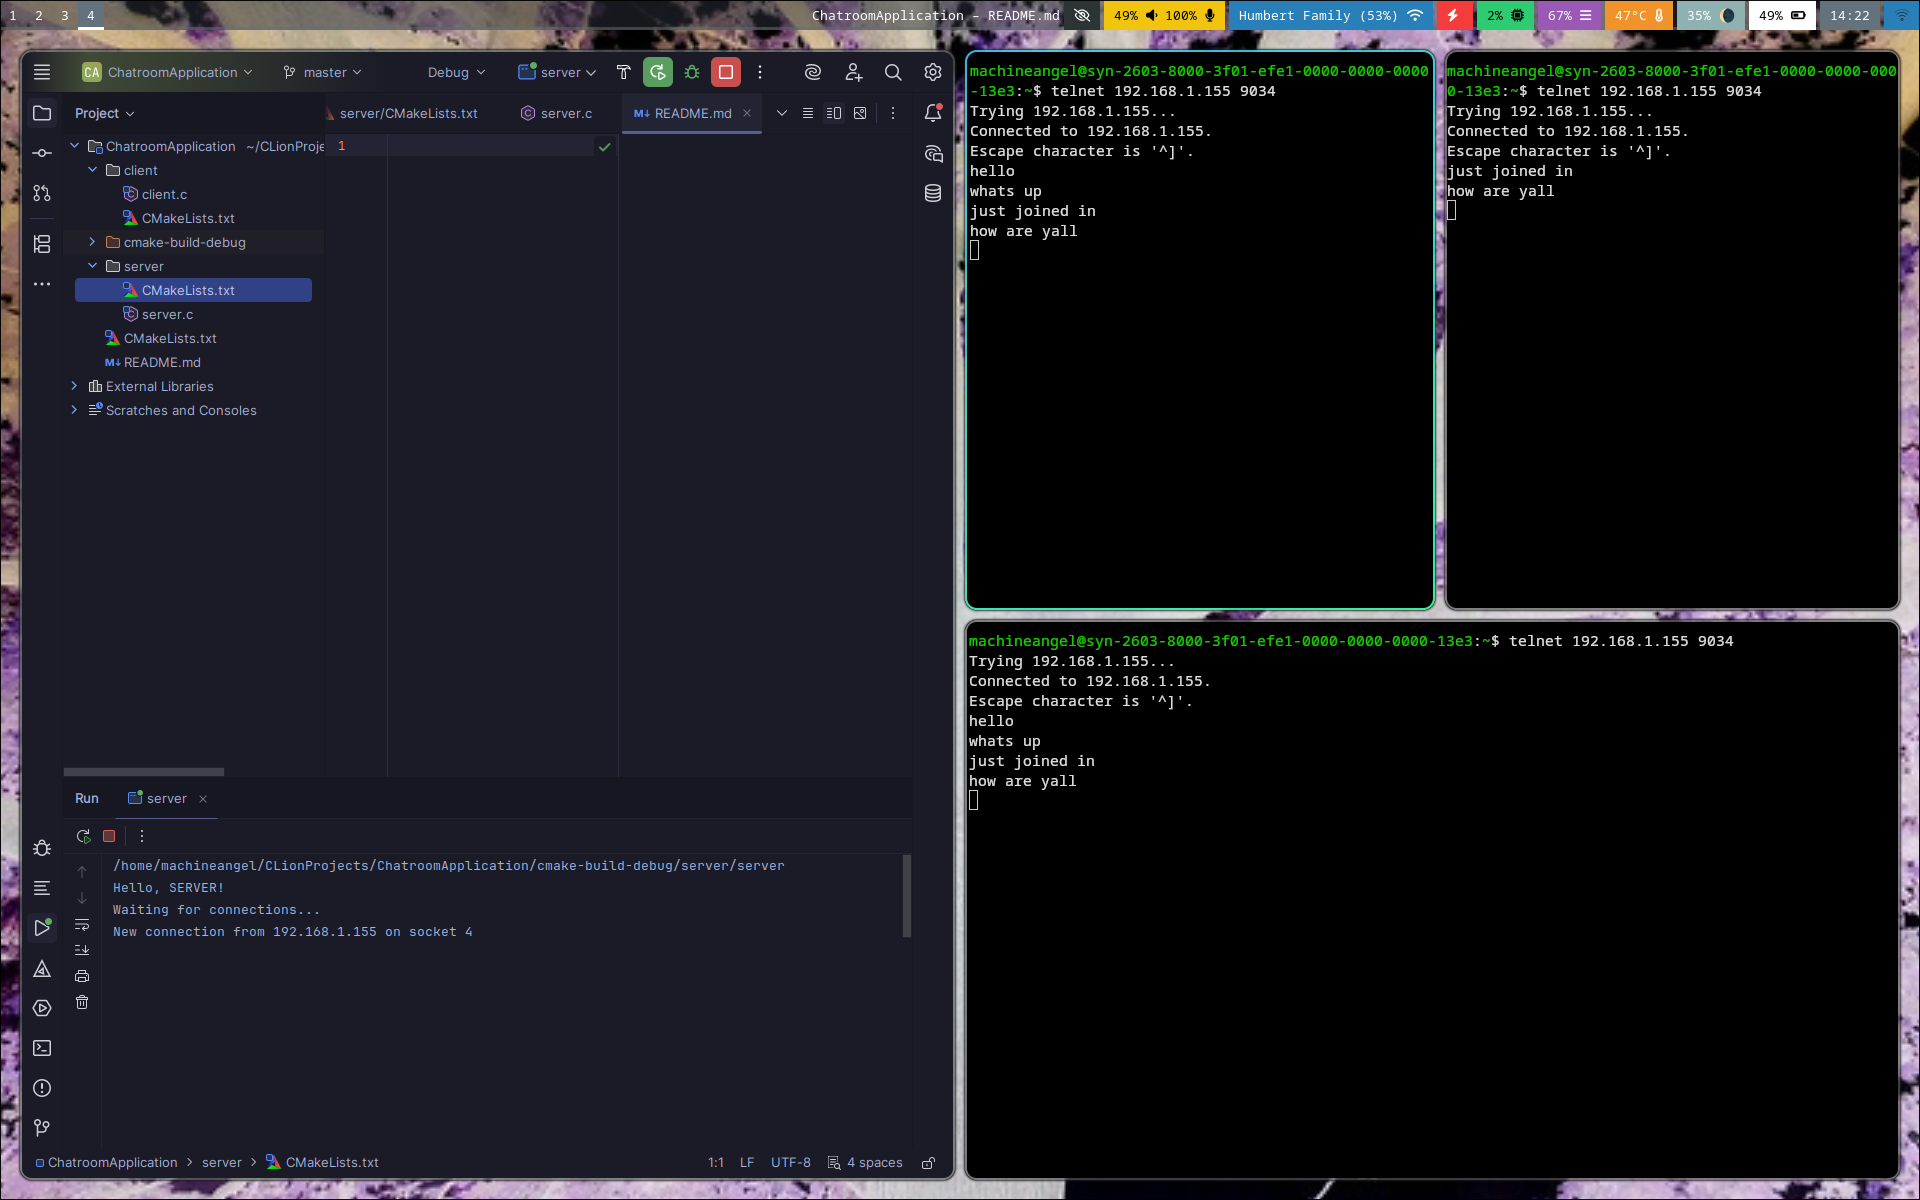 1 2 3 4
ChatroomApplication - README.md
49% 100%
Humbert Family (53%)
2%
67%
47°C
35%
49%
14:22
CA ChatroomApplication
master
Debug
server
Project
server/CMakeLists.txt
server.c
README.md
ChatroomApplication ~/CLionProje
client
client.c
CMakeLists.txt
cmake-build-debug
server
CMakeLists.txt
server.c
CMakeLists.txt
M↓ README.md
External Libraries
Scratches and Consoles
1
Run
server
/home/machineangel/CLionProjects/ChatroomApplication/cmake-build-debug/server/server
Hello, SERVER!
Waiting for connections...
New connection from 192.168.1.155 on socket 4
ChatroomApplication > server > CMakeLists.txt
1:1 LF UTF-8 4 spaces
machineangel@syn-2603-8000-3f01-efe1-0000-0000-0000
-13e3:~$ telnet 192.168.1.155 9034
Trying 192.168.1.155...
Connected to 192.168.1.155.
Escape character is '^]'.
hello
whats up
just joined in
how are yall
machineangel@syn-2603-8000-3f01-efe1-0000-0000-000
0-13e3:~$ telnet 192.168.1.155 9034
Trying 192.168.1.155...
Connected to 192.168.1.155.
Escape character is '^]'.
just joined in
how are yall
machineangel@syn-2603-8000-3f01-efe1-0000-0000-0000-13e3:~$ telnet 192.168.1.155 9034
Trying 192.168.1.155...
Connected to 192.168.1.155.
Escape character is '^]'.
hello
whats up
just joined in
how are yall